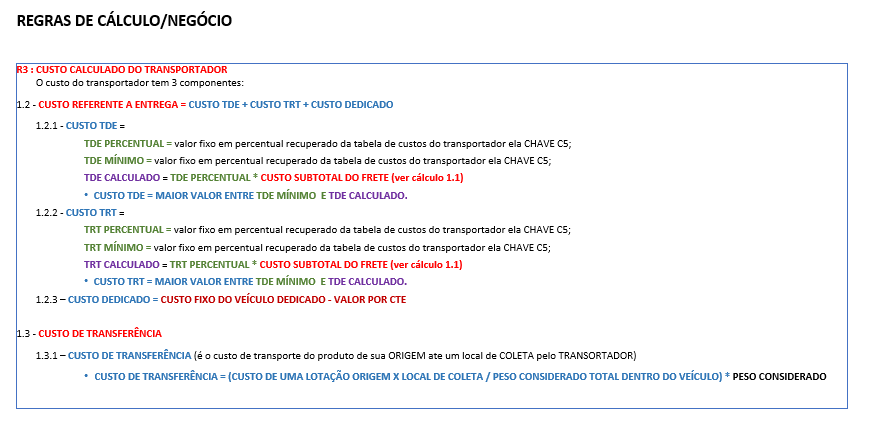 REGRAS DE CÁLCULO/NEGÓCIO
R3 : CUSTO CALCULADO DO TRANSPORTADOR
O custo do transportador tem 3 componentes:
1.2 - CUSTO REFERENTE A ENTREGA = CUSTO TDE + CUSTO TRT + CUSTO DEDICADO
1.2.1 - CUSTO TDE =
TDE PERCENTUAL = valor fixo em percentual recuperado da tabela de custos do transportador ela CHAVE C5;
TDE MÍNIMO = valor fixo em percentual recuperado da tabela de custos do transportador ela CHAVE C5;
TDE CALCULADO = TDE PERCENTUAL * CUSTO SUBTOTAL DO FRETE (ver cálculo 1.1)
• CUSTO TDE = MAIOR VALOR ENTRE TDE MÍNIMO E TDE CALCULADO.
1.2.2 - CUSTO TRT =
TRT PERCENTUAL = valor fixo em percentual recuperado da tabela de custos do transportador ela CHAVE C5;
TRT MÍNIMO = valor fixo em percentual recuperado da tabela de custos do transportador ela CHAVE C5;
TRT CALCULADO = TRT PERCENTUAL * CUSTO SUBTOTAL DO FRETE (ver cálculo 1.1)
• CUSTO TRT = MAIOR VALOR ENTRE TDE MÍNIMO E TDE CALCULADO.
1.2.3 – CUSTO DEDICADO = CUSTO FIXO DO VEÍCULO DEDICADO - VALOR POR CTE
1.3 - CUSTO DE TRANSFERÊNCIA
1.3.1 – CUSTO DE TRANSFERÊNCIA (é o custo de transporte do produto de sua ORIGEM ate um local de COLETA pelo TRANSORTADOR)
• CUSTO DE TRANSFERÊNCIA = (CUSTO DE UMA LOTAÇÃO ORIGEM X LOCAL DE COLETA / PESO CONSIDERADO TOTAL DENTRO DO VEÍCULO) * PESO CONSIDERADO